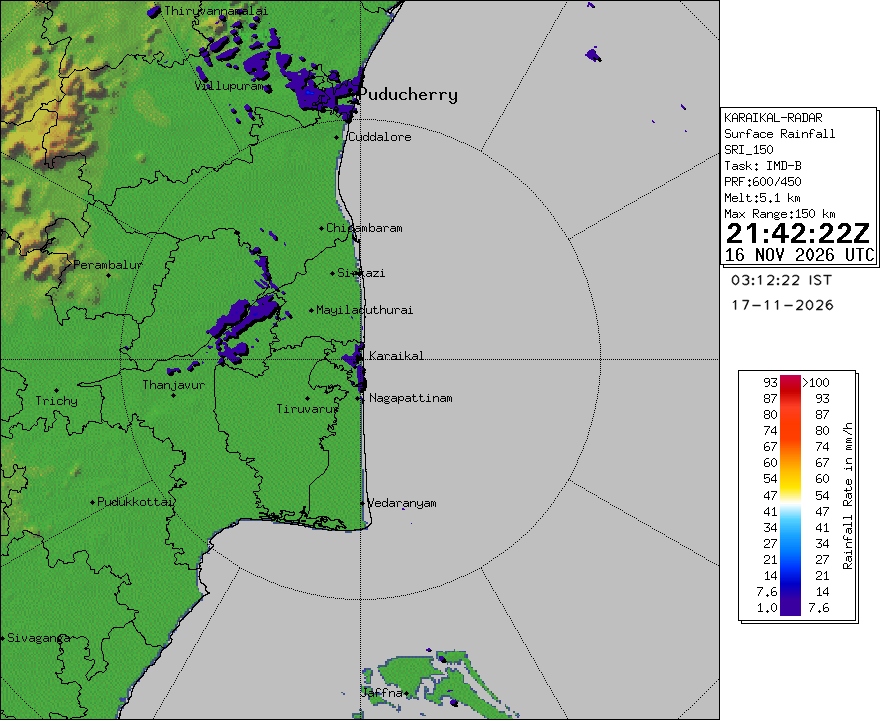 Thiruvannamalai
Villupuram
Puducherry
Cuddalore
Chidambaram
Perambalur
Sirkazi
Mayiladuthurai
Karaikal
Thanjavur
Trichy
Tiruvarur
Nagapattinam
Pudukkottai
Vedaranyam
Sivaganga
Jaffna
KARAIKAL-RADAR
Surface Rainfall
SRI_150
Task: IMD-B
PRF:600/450
Melt:5.1 km
Max Range:150 km
21:42:22Z
16 NOV 2026 UTC
03:12:22 IST
17-11-2026
93 >100
87 93
80 87
74 80
67 74
60 67
54 60
47 54
41 47
34 41
27 34
21 27
14 21
7.6 14
1.0 7.6
Rainfall Rate in mm/h